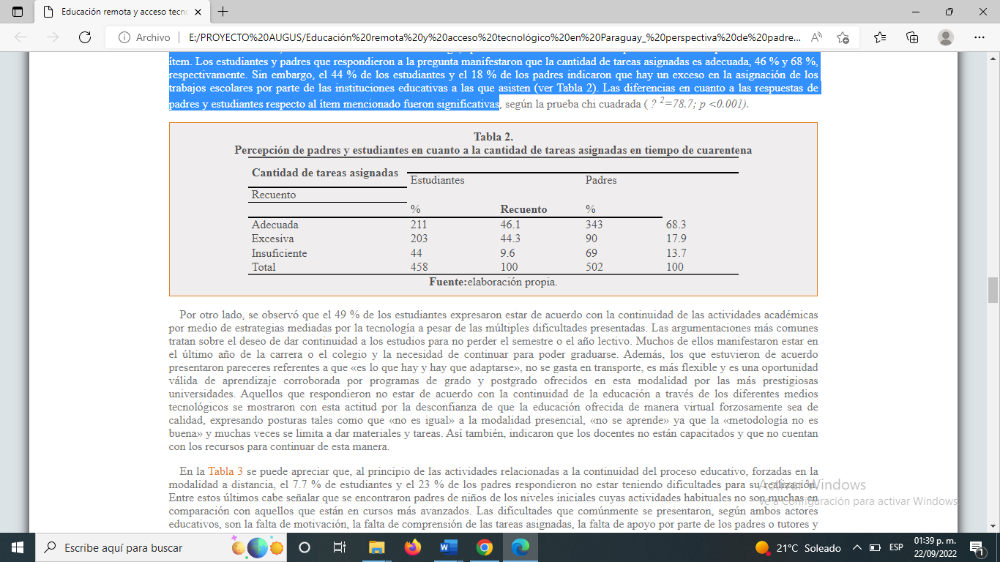 Educación remota y acceso tecno
Archivo
E:/PROYECTO%20AUGUS/Educación%20remota%20y%20acceso%20tecnológico%20en%20Paraguay_%20perspectiva%20de%20padre...
ítem. Los estudiantes y padres que respondieron a la pregunta manifestaron que la cantidad de tareas asignadas es adecuada, 46 % y 68 %,
respectivamente. Sin embargo, el 44 % de los estudiantes y el 18 % de los padres indicaron que hay un exceso en la asignación de los
trabajos escolares por parte de las instituciones educativas a las que asisten (ver Tabla 2). Las diferencias en cuanto a las respuestas de
padres y estudiantes respecto al ítem mencionado fueron significativas, según la prueba chi cuadrada ( ? 2=78.7; p <0.001).
Tabla 2.
Percepción de padres y estudiantes en cuanto a la cantidad de tareas asignadas en tiempo de cuarentena
Cantidad de tareas asignadas
Estudiantes Padres
Recuento
% Recuento %
Adecuada 211 46.1 343 68.3
Excesiva 203 44.3 90 17.9
Insuficiente 44 9.6 69 13.7
Total 458 100 502 100
Fuente:elaboración propia.
Por otro lado, se observó que el 49 % de los estudiantes expresaron estar de acuerdo con la continuidad de las actividades académicas
por medio de estrategias mediadas por la tecnología a pesar de las múltiples dificultades presentadas. Las argumentaciones más comunes
tratan sobre el deseo de dar continuidad a los estudios para no perder el semestre o el año lectivo. Muchos de ellos manifestaron estar en
el último año de la carrera o el colegio y la necesidad de continuar para poder graduarse. Además, los que estuvieron de acuerdo
presentaron pareceres referentes a que «es lo que hay y hay que adaptarse», no se gasta en transporte, es más flexible y es una oportunidad
válida de aprendizaje corroborada por programas de grado y postgrado ofrecidos en esta modalidad por las más prestigiosas
universidades. Aquellos que respondieron no estar de acuerdo con la continuidad de la educación a través de los diferentes medios
tecnológicos se mostraron con esta actitud por la desconfianza de que la educación ofrecida de manera virtual forzosamente sea de
calidad, expresando posturas tales como que «no es igual» a la modalidad presencial, «no se aprende» ya que la «metodología no es
buena» y muchas veces se limita a dar materiales y tareas. Así también, indicaron que los docentes no están capacitados y que no cuentan
con los recursos para continuar de esta manera.
En la Tabla 3 se puede apreciar que, al principio de las actividades relacionadas a la continuidad del proceso educativo, forzadas en la
modalidad a distancia, el 7.7 % de estudiantes y el 23 % de los padres respondieron no estar teniendo dificultades para su realización.
Entre estos últimos cabe señalar que se encontraron padres de niños de los niveles iniciales cuyas actividades habituales no son muchas en
comparación con aquellos que están en cursos más avanzados. Las dificultades que comúnmente se presentaron, según ambos actores
educativos, son la falta de motivación, la falta de comprensión de las tareas asignadas, la falta de apoyo por parte de los padres o tutores y
Activar Windows
Ve a Configuración para activar Windows.
Escribe aquí para buscar
21°C Soleado
ESP
01:39 p. m.
22/09/2022
1